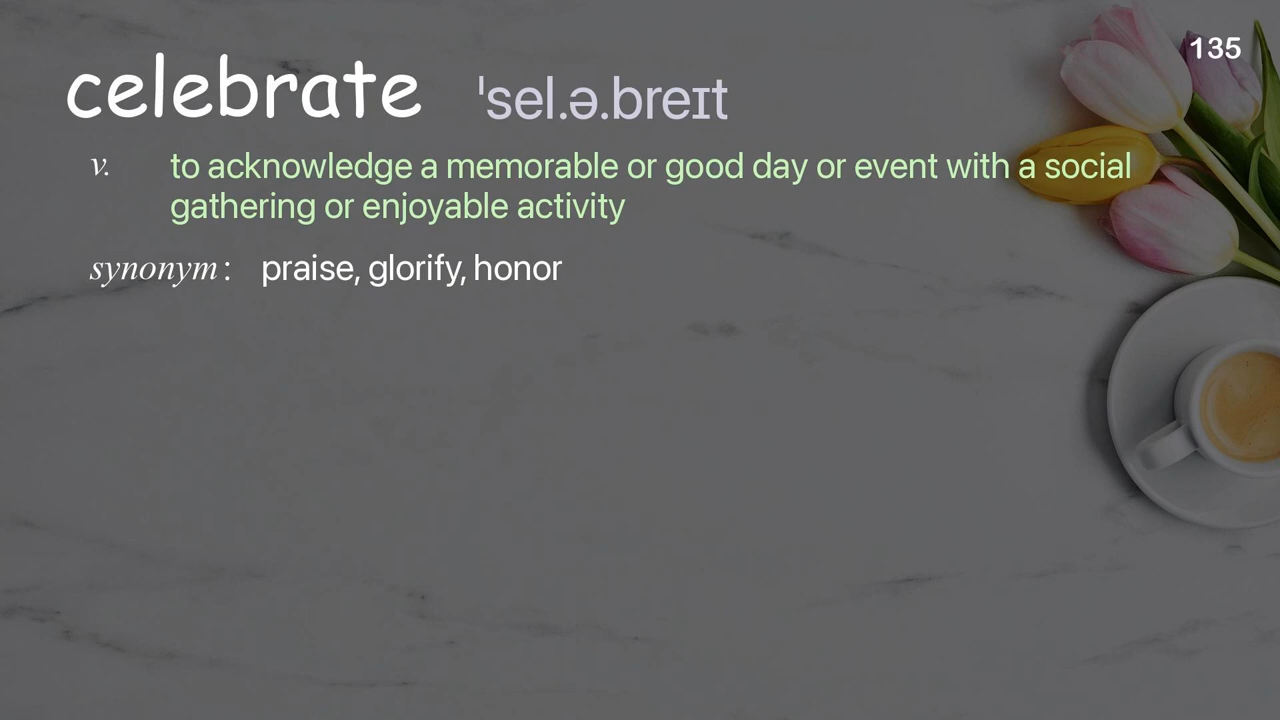 135
celebrate ˈsel.ə.breɪt
v. to acknowledge a memorable or good day or event with a social
gathering or enjoyable activity
synonym : praise, glorify, honor